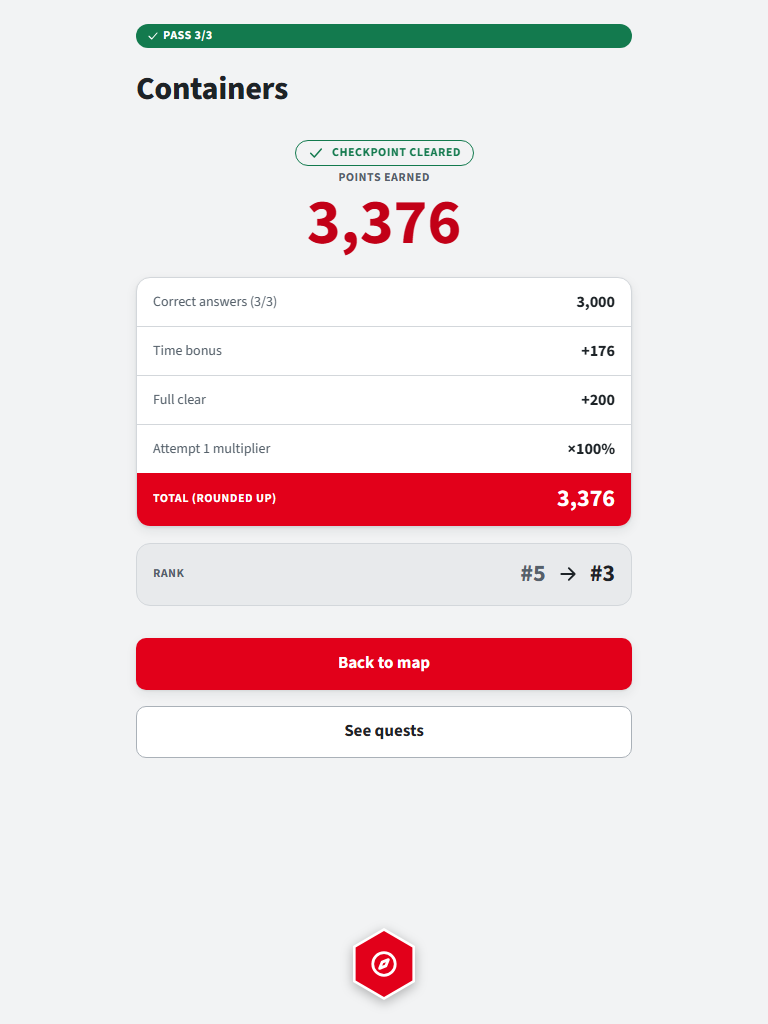 PASS 3/3
Containers
CHECKPOINT CLEARED
POINTS EARNED
3,376
Correct answers (3/3) 3,000
Time bonus +176
Full clear +200
Attempt 1 multiplier ×100%
TOTAL (ROUNDED UP) 3,376
RANK #5 → #3
Back to map
See quests